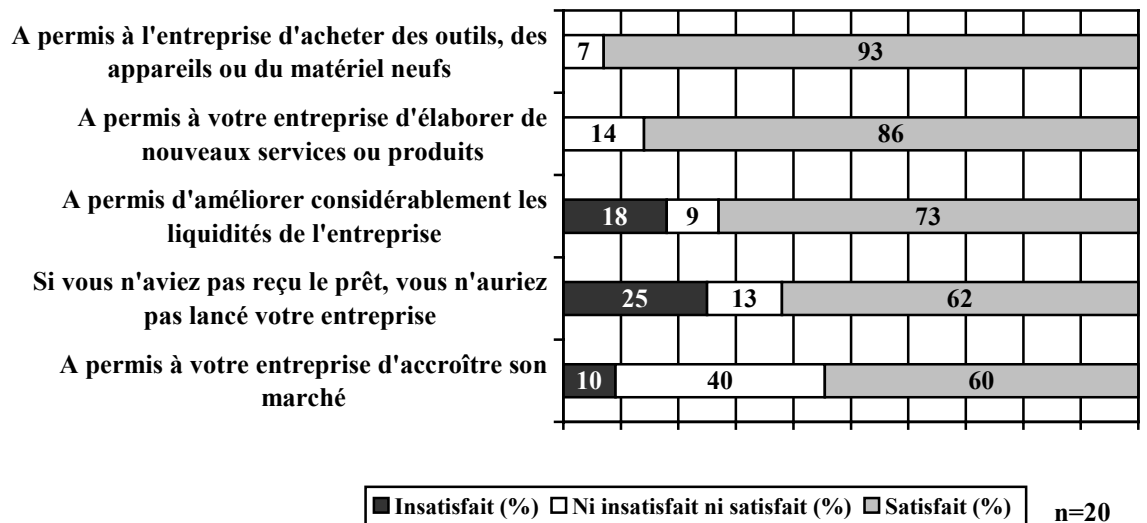 A permis à l'entreprise d'acheter des outils, des
appareils ou du matériel neufs
7 93
A permis à votre entreprise d'élaborer de
nouveaux services ou produits
14 86
A permis d'améliorer considérablement les
liquidités de l'entreprise
18 9 73
Si vous n'aviez pas reçu le prêt, vous n'auriez
pas lancé votre entreprise
25 13 62
A permis à votre entreprise d'accroître son
marché
10 40 60
Insatisfait (%) Ni insatisfait ni satisfait (%) Satisfait (%)
n=20